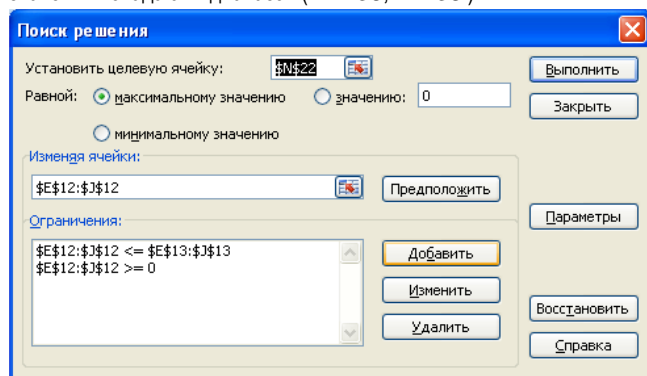 Поиск решения
Установить целевую ячейку: $N$22
Выполнить
Равной: максимальному значению значению: 0
Закрыть
минимальному значению
Изменяя ячейки:
$E$12:$J$12
Предположить
Ограничения:
Параметры
$E$12:$J$12 <= $E$13:$J$13
$E$12:$J$12 >= 0
Добавить
Изменить
Восстановить
Удалить
Справка